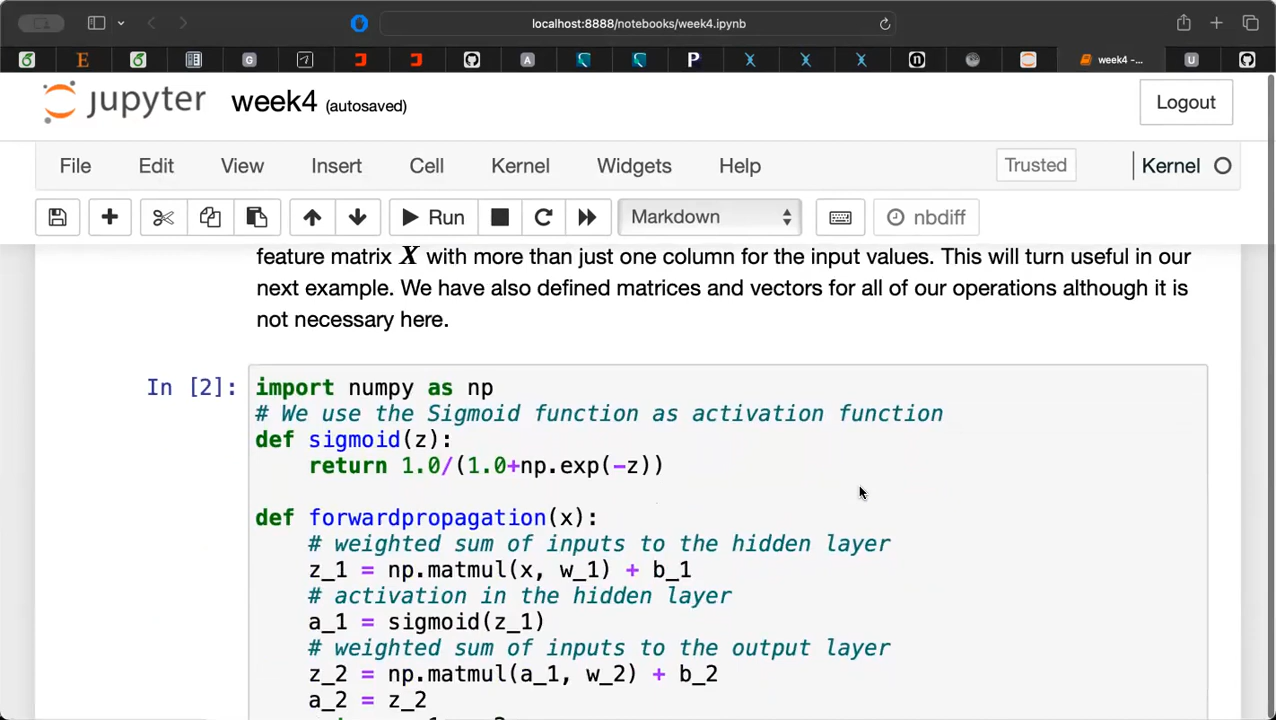 localhost:8888/notebooks/week4.ipynb
week4 -...
jupyter week4 (autosaved) Logout
File Edit View Insert Cell Kernel Widgets Help Trusted Kernel
Run Markdown nbdiff
feature matrix X with more than just one column for the input values. This will turn useful in our
next example. We have also defined matrices and vectors for all of our operations although it is
not necessary here.
In [2]: import numpy as np
# We use the Sigmoid function as activation function
def sigmoid(z):
return 1.0/(1.0+np.exp(-z))
def forwardpropagation(x):
# weighted sum of inputs to the hidden layer
z_1 = np.matmul(x, w_1) + b_1
# activation in the hidden layer
a_1 = sigmoid(z_1)
# weighted sum of inputs to the output layer
z_2 = np.matmul(a_1, w_2) + b_2
a_2 = z_2